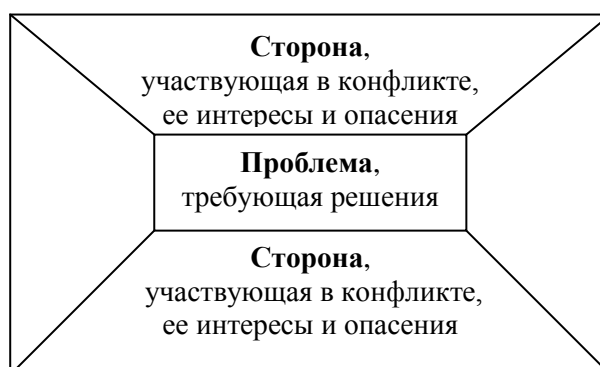 Сторона,
участвующая в конфликте,
ее интересы и опасения
Проблема,
требующая решения
Сторона,
участвующая в конфликте,
ее интересы и опасения